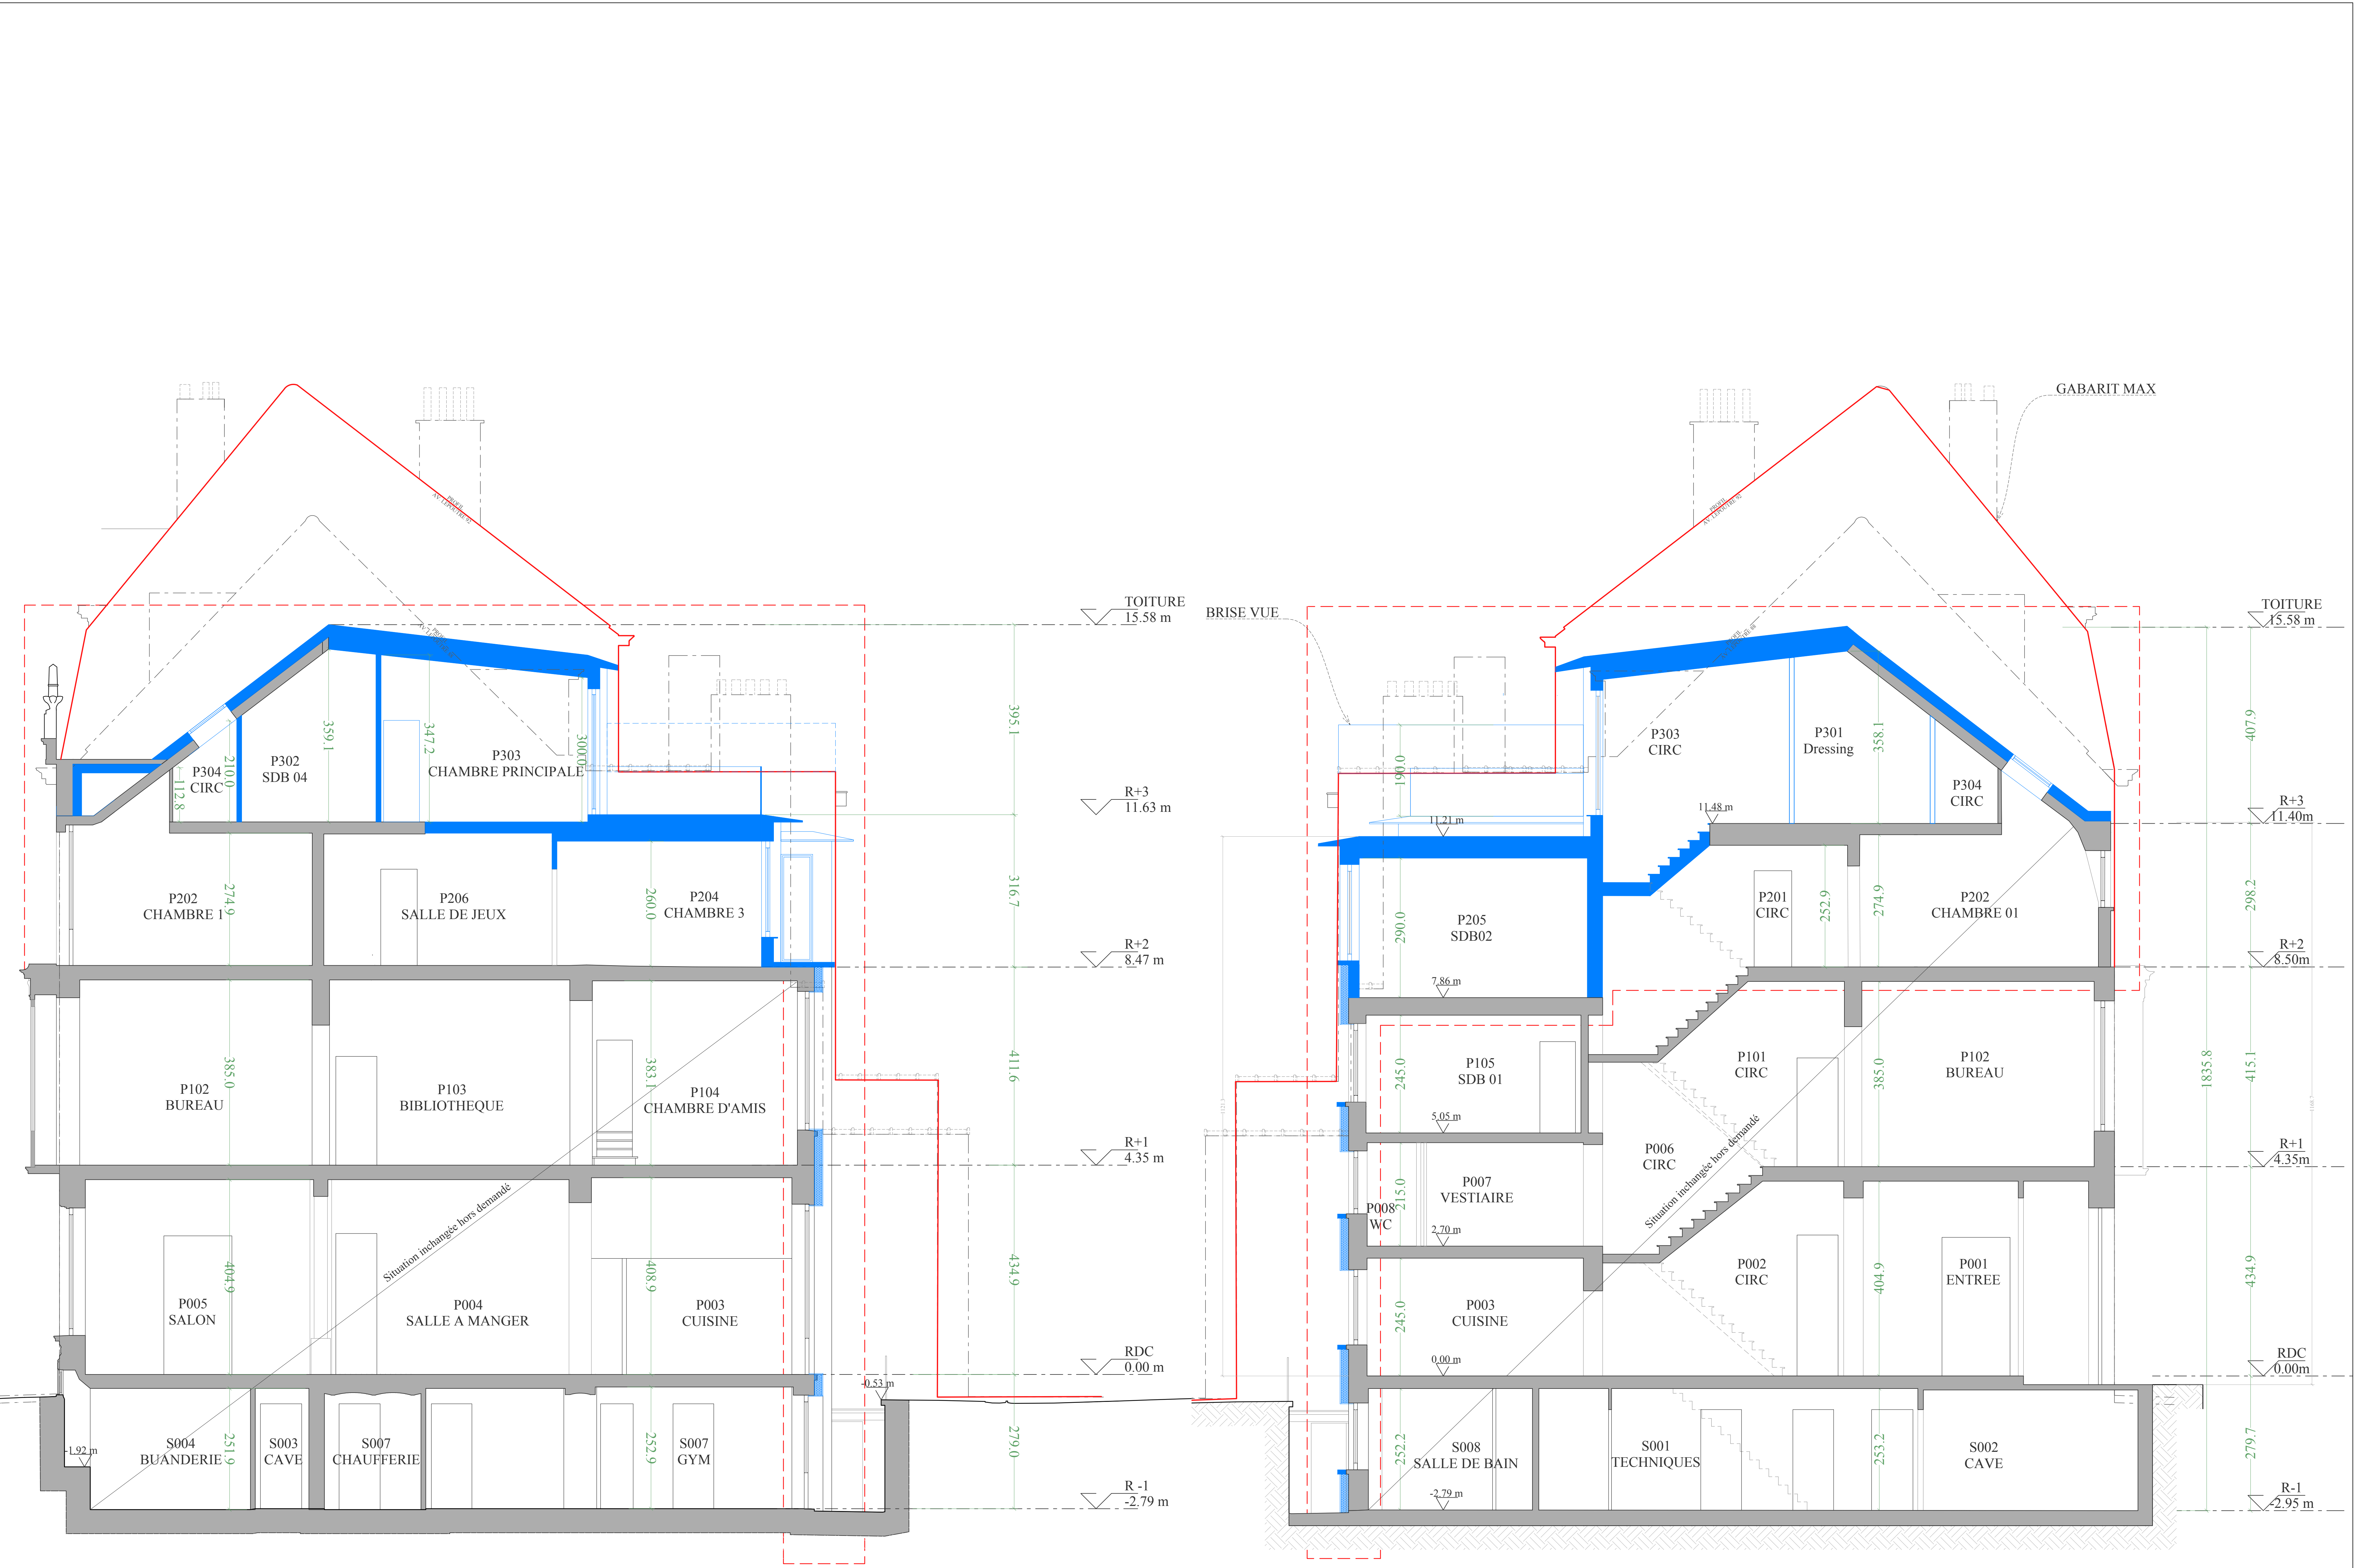 GABARIT MAX
PROFIL
AV. LEPOUTRE 92
PROFIL
AV. LEPOUTRE 92
TOITURE
15.58 m
BRISE VUE
TOITURE
15.58 m
PROFIL
395.1
407.9
359.1
347.2
300.0
P302
SDB 04
P303
CHAMBRE PRINCIPALE
P304
CIRC
210.0
112.8
R+3
11.63 m
190.0
P303
CIRC
P301
Dressing
358.1
P304
CIRC
11.48 m
11.21 m
R+3
11.40m
P202
CHAMBRE 1
274.9
P206
SALLE DE JEUX
260.0
P204
CHAMBRE 3
316.7
R+2
8.47 m
290.0
P205
SDB02
7.86 m
P201
CIRC
252.9
274.9
P202
CHAMBRE 01
298.2
R+2
8.50m
P102
BUREAU
385.0
P103
BIBLIOTHEQUE
383.1
P104
CHAMBRE D'AMIS
411.6
R+1
4.35 m
245.0
P105
SDB 01
5.05 m
P101
CIRC
385.0
P102
BUREAU
1835.8
415.1
R+1
4.35m
P006
CIRC
P007
VESTIAIRE
215.0
P008
WC
2.70 m
Situation inchangée hors demandé
Situation inchangée hors demandé
P005
SALON
404.9
P004
SALLE A MANGER
408.9
P003
CUISINE
434.9
RDC
0.00 m
245.0
P003
CUISINE
0.00 m
P002
CIRC
404.9
P001
ENTREE
434.9
RDC
0.00m
-0.53 m
-1.92 m
S004
BUANDERIE
251.9
S003
CAVE
S007
CHAUFFERIE
252.9
S007
GYM
279.0
R -1
-2.79 m
252.2
S008
SALLE DE BAIN
-2.79 m
S001
TECHNIQUES
253.2
S002
CAVE
279.7
R-1
-2.95 m